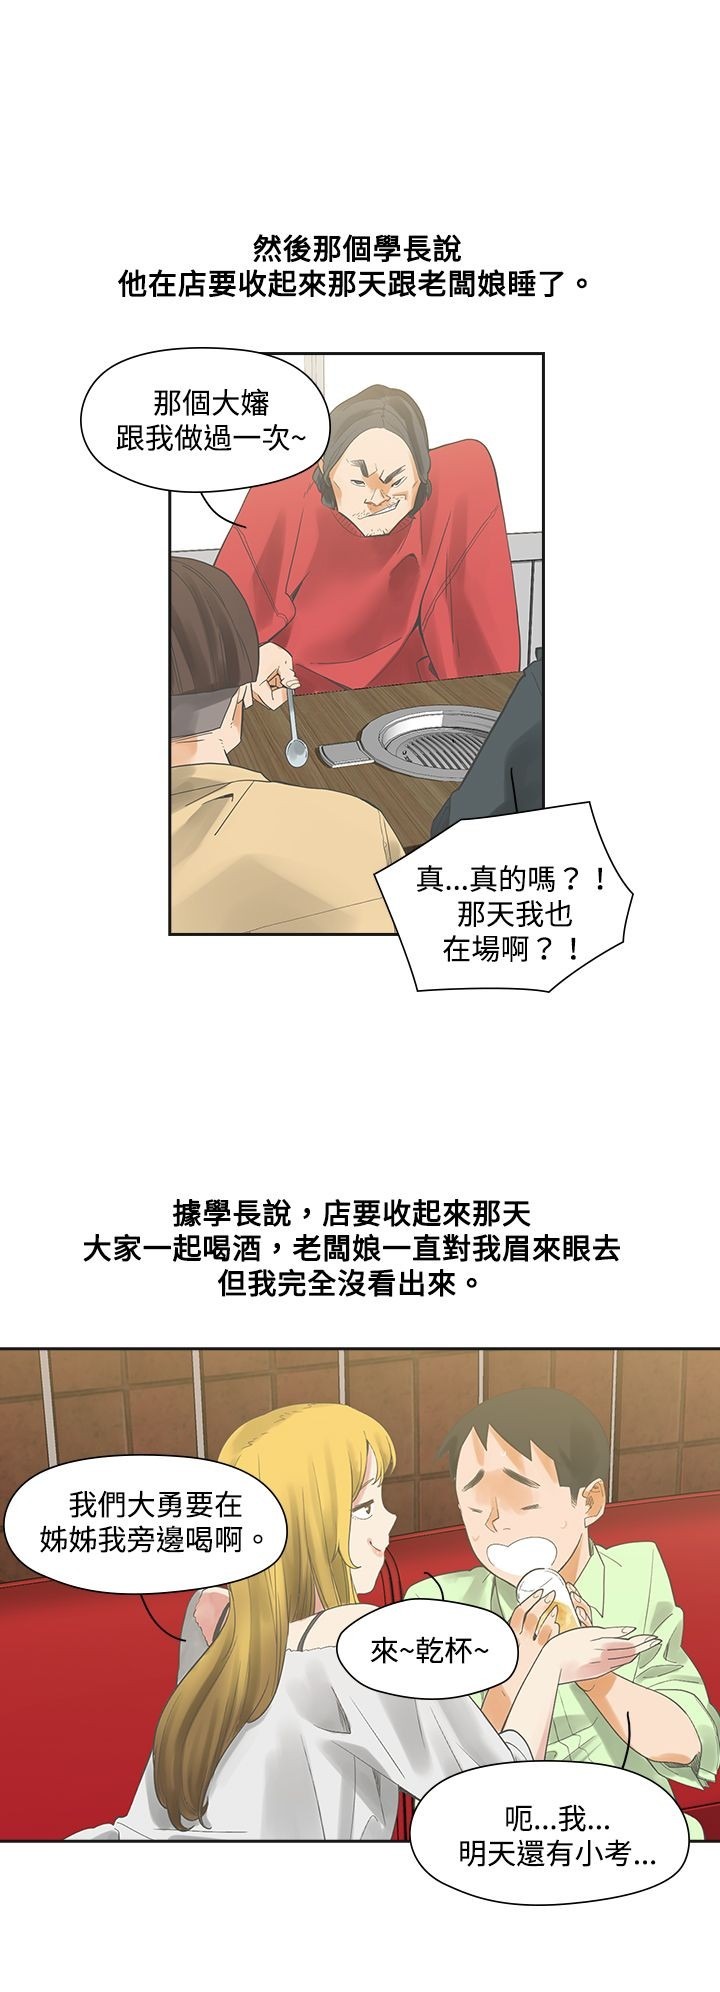 然後那個學長說
他在店要收起來那天跟老闆娘睡了。
那個大嬸
跟我做過一次~
真...真的嗎？！
那天我也
在場啊？！
據學長說，店要收起來那天
大家一起喝酒，老闆娘一直對我眉來眼去
但我完全沒看出來。
我們大勇要在
姊姊我旁邊喝啊。
來~乾杯~
呃...我...
明天還有小考...